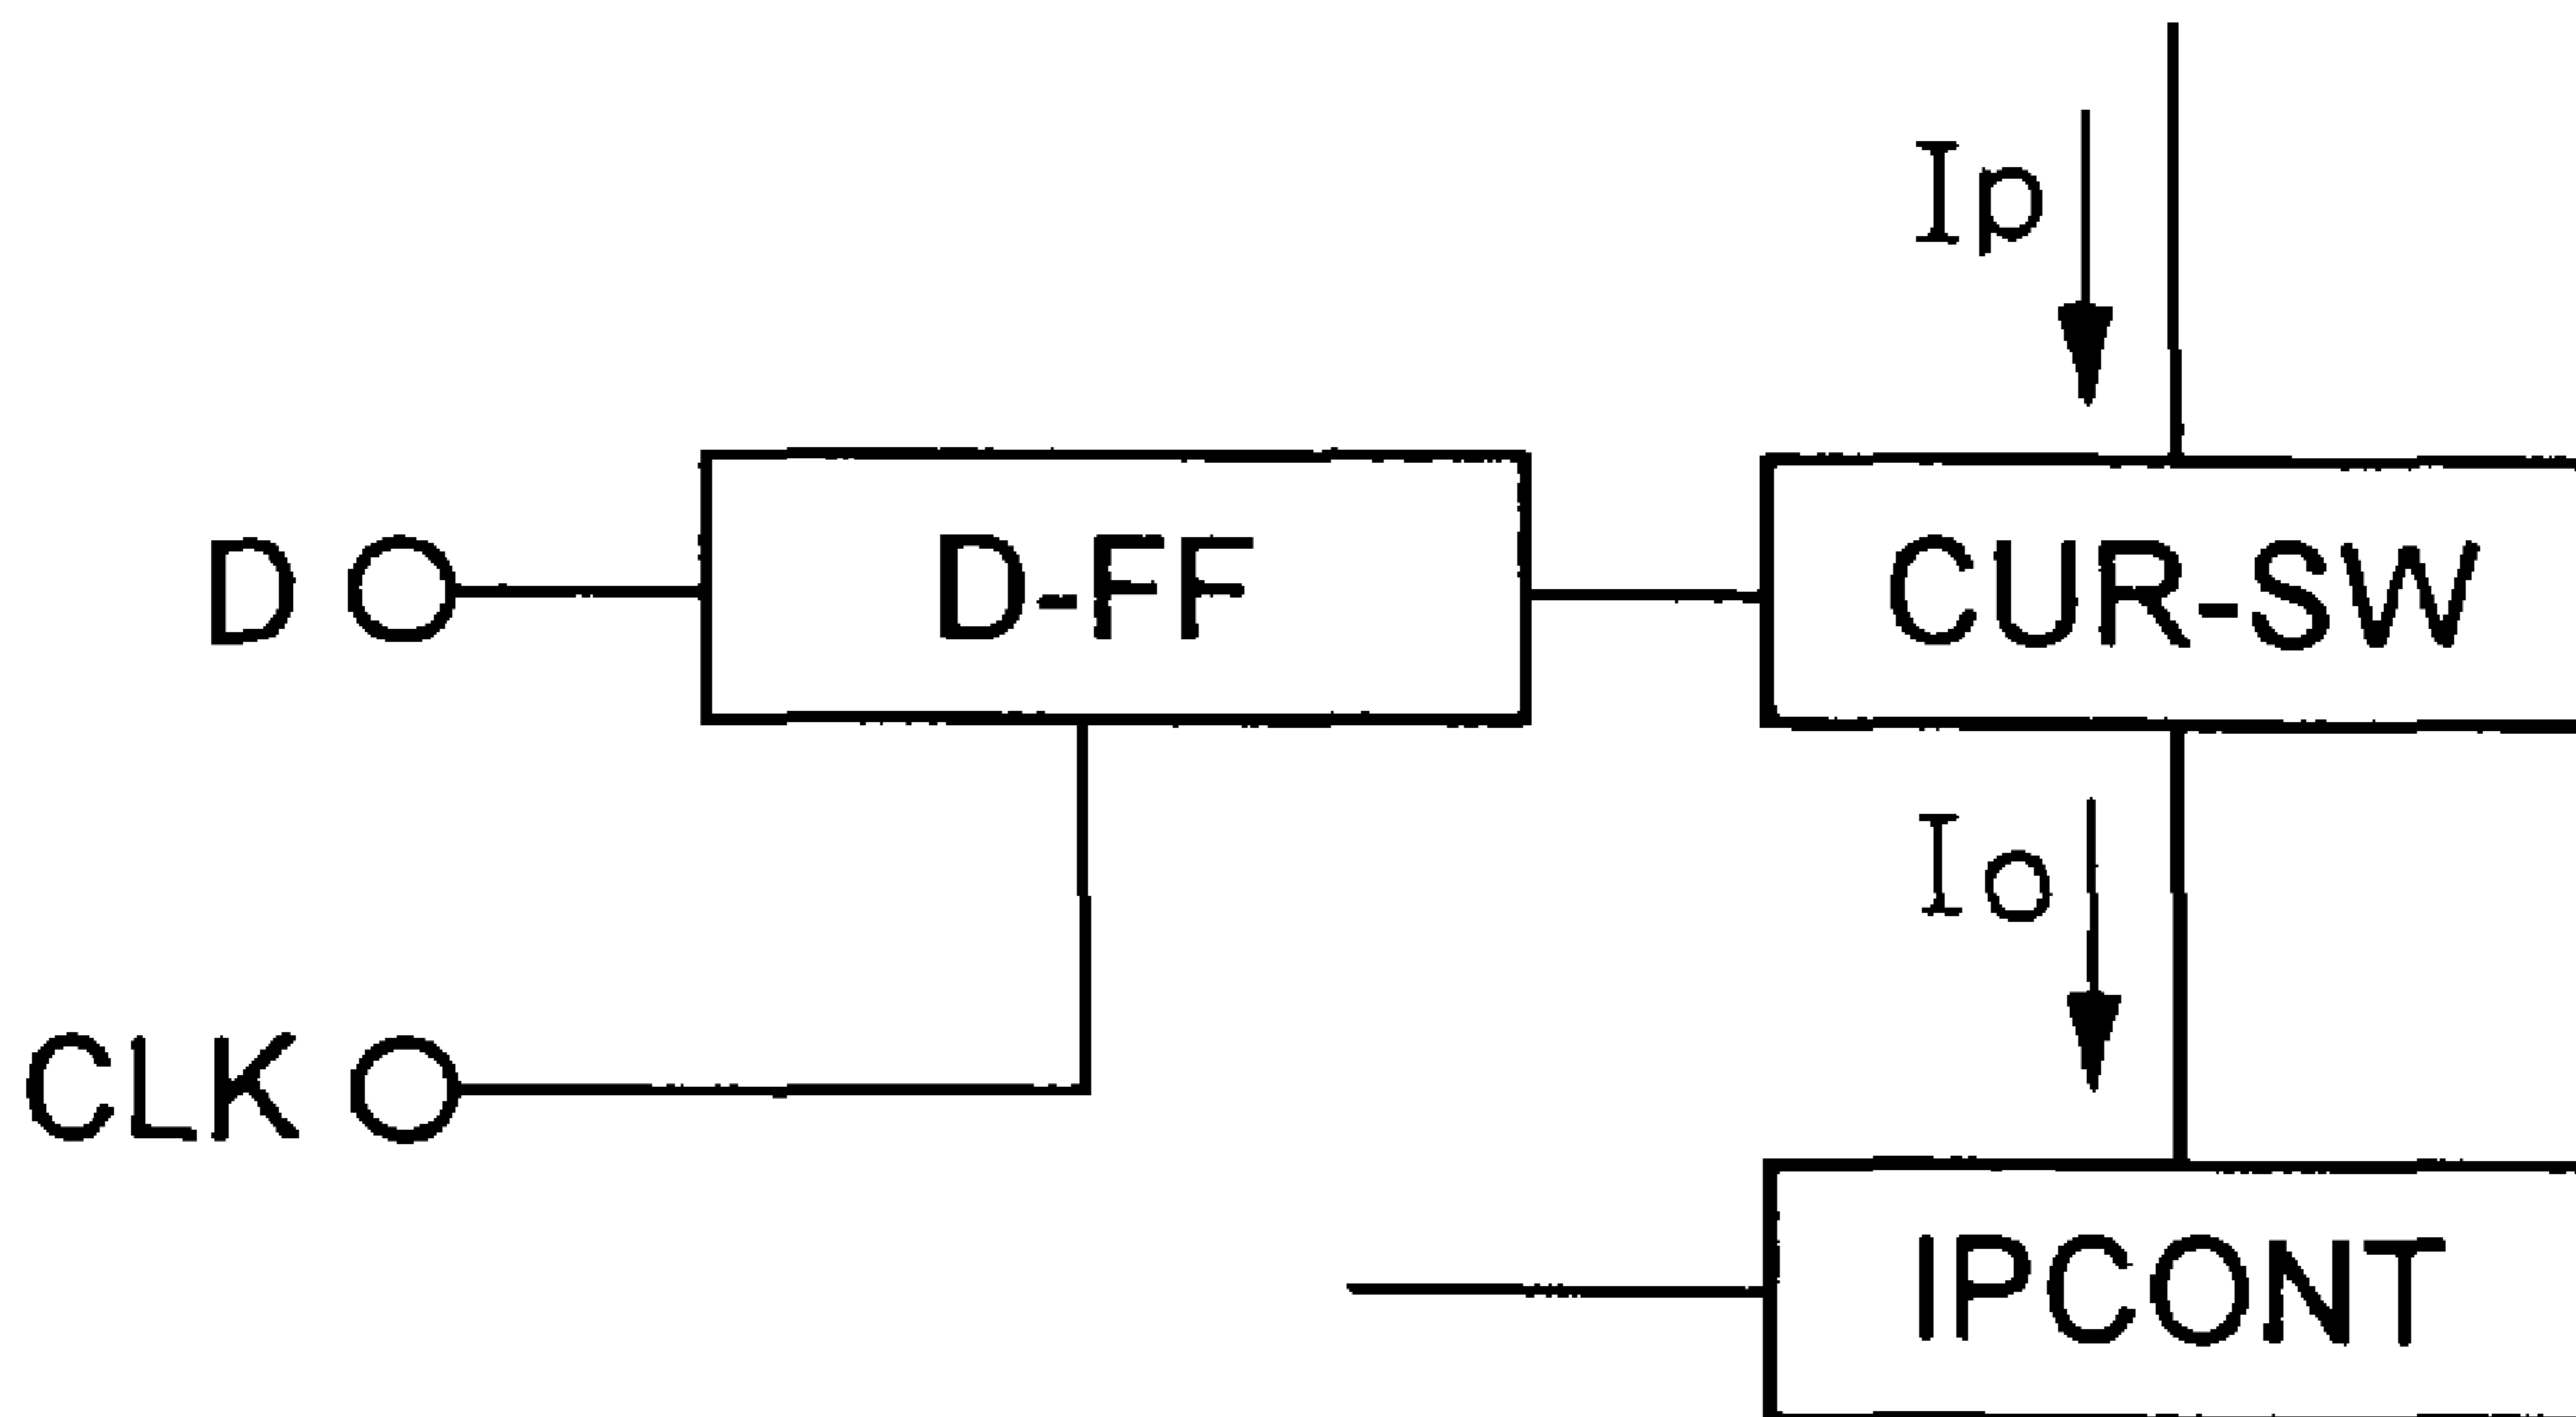 Ip
D
D-FF
CUR-SW
Io
CLK
IPCONT